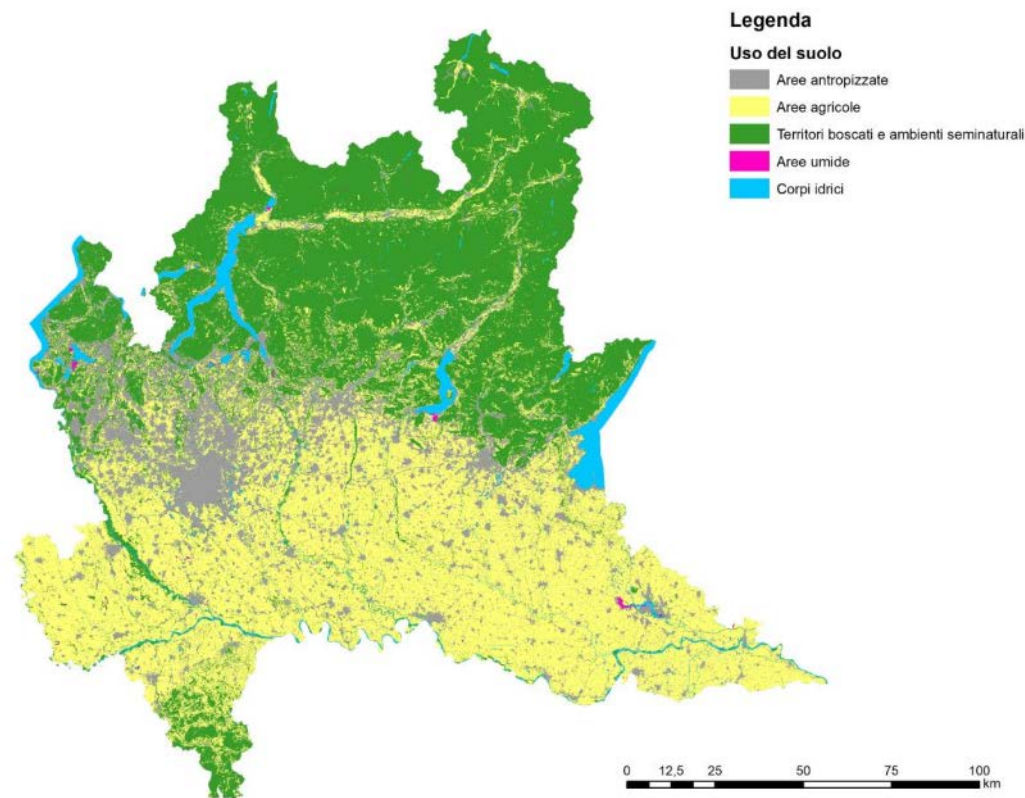 Legenda
Uso del suolo
Aree antropizzate
Aree agricole
Territori boscati e ambienti seminaturali
Aree umide
Corpi idrici
0 12,5 25 50 75 100
km